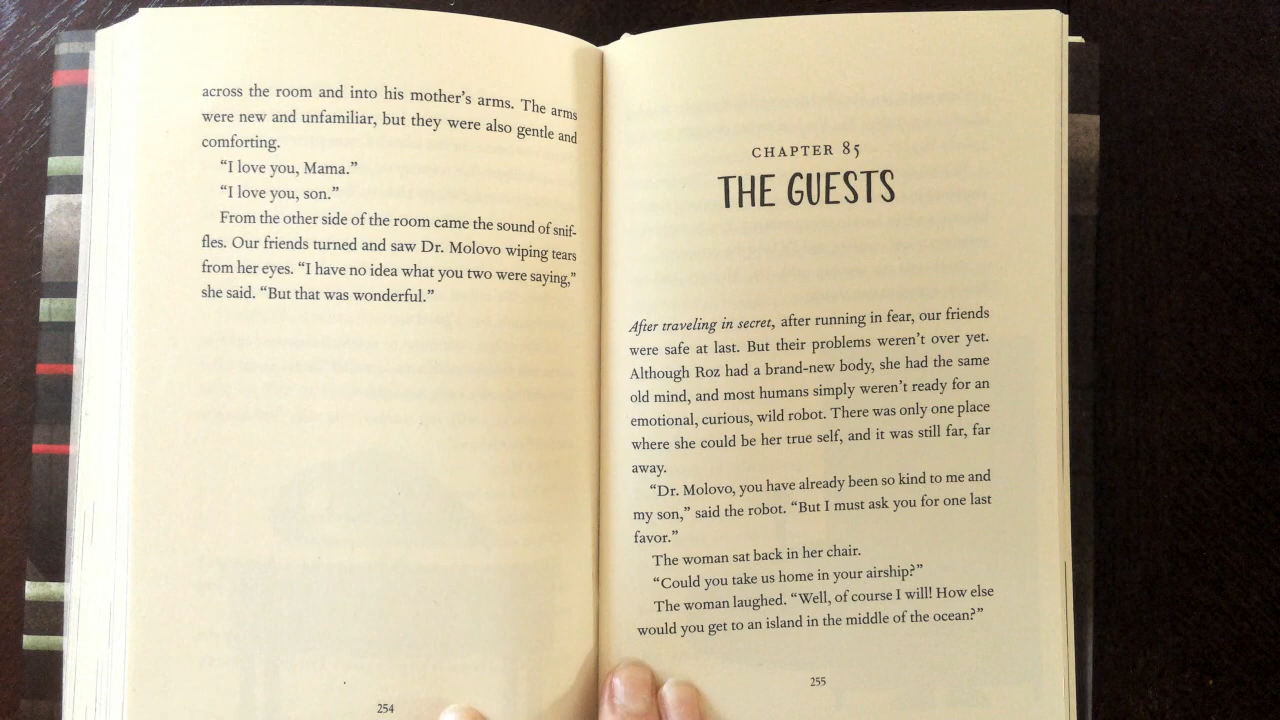 across the room and into his mother's arms. The arms
were new and unfamiliar, but they were also gentle and
comforting.
“I love you, Mama.”
“I love you, son.”
From the other side of the room came the sound of snif-
fles. Our friends turned and saw Dr. Molovo wiping tears
from her eyes. “I have no idea what you two were saying,”
she said. “But that was wonderful.”
254
CHAPTER 85
THE GUESTS
After traveling in secret, after running in fear, our friends
were safe at last. But their problems weren’t over yet.
Although Roz had a brand-new body, she had the same
old mind, and most humans simply weren’t ready for an
emotional, curious, wild robot. There was only one place
where she could be her true self, and it was still far, far
away.
“Dr. Molovo, you have already been so kind to me and
my son,” said the robot. “But I must ask you for one last
favor.”
The woman sat back in her chair.
“Could you take us home in your airship?”
The woman laughed. “Well, of course I will! How else
would you get to an island in the middle of the ocean?”
255